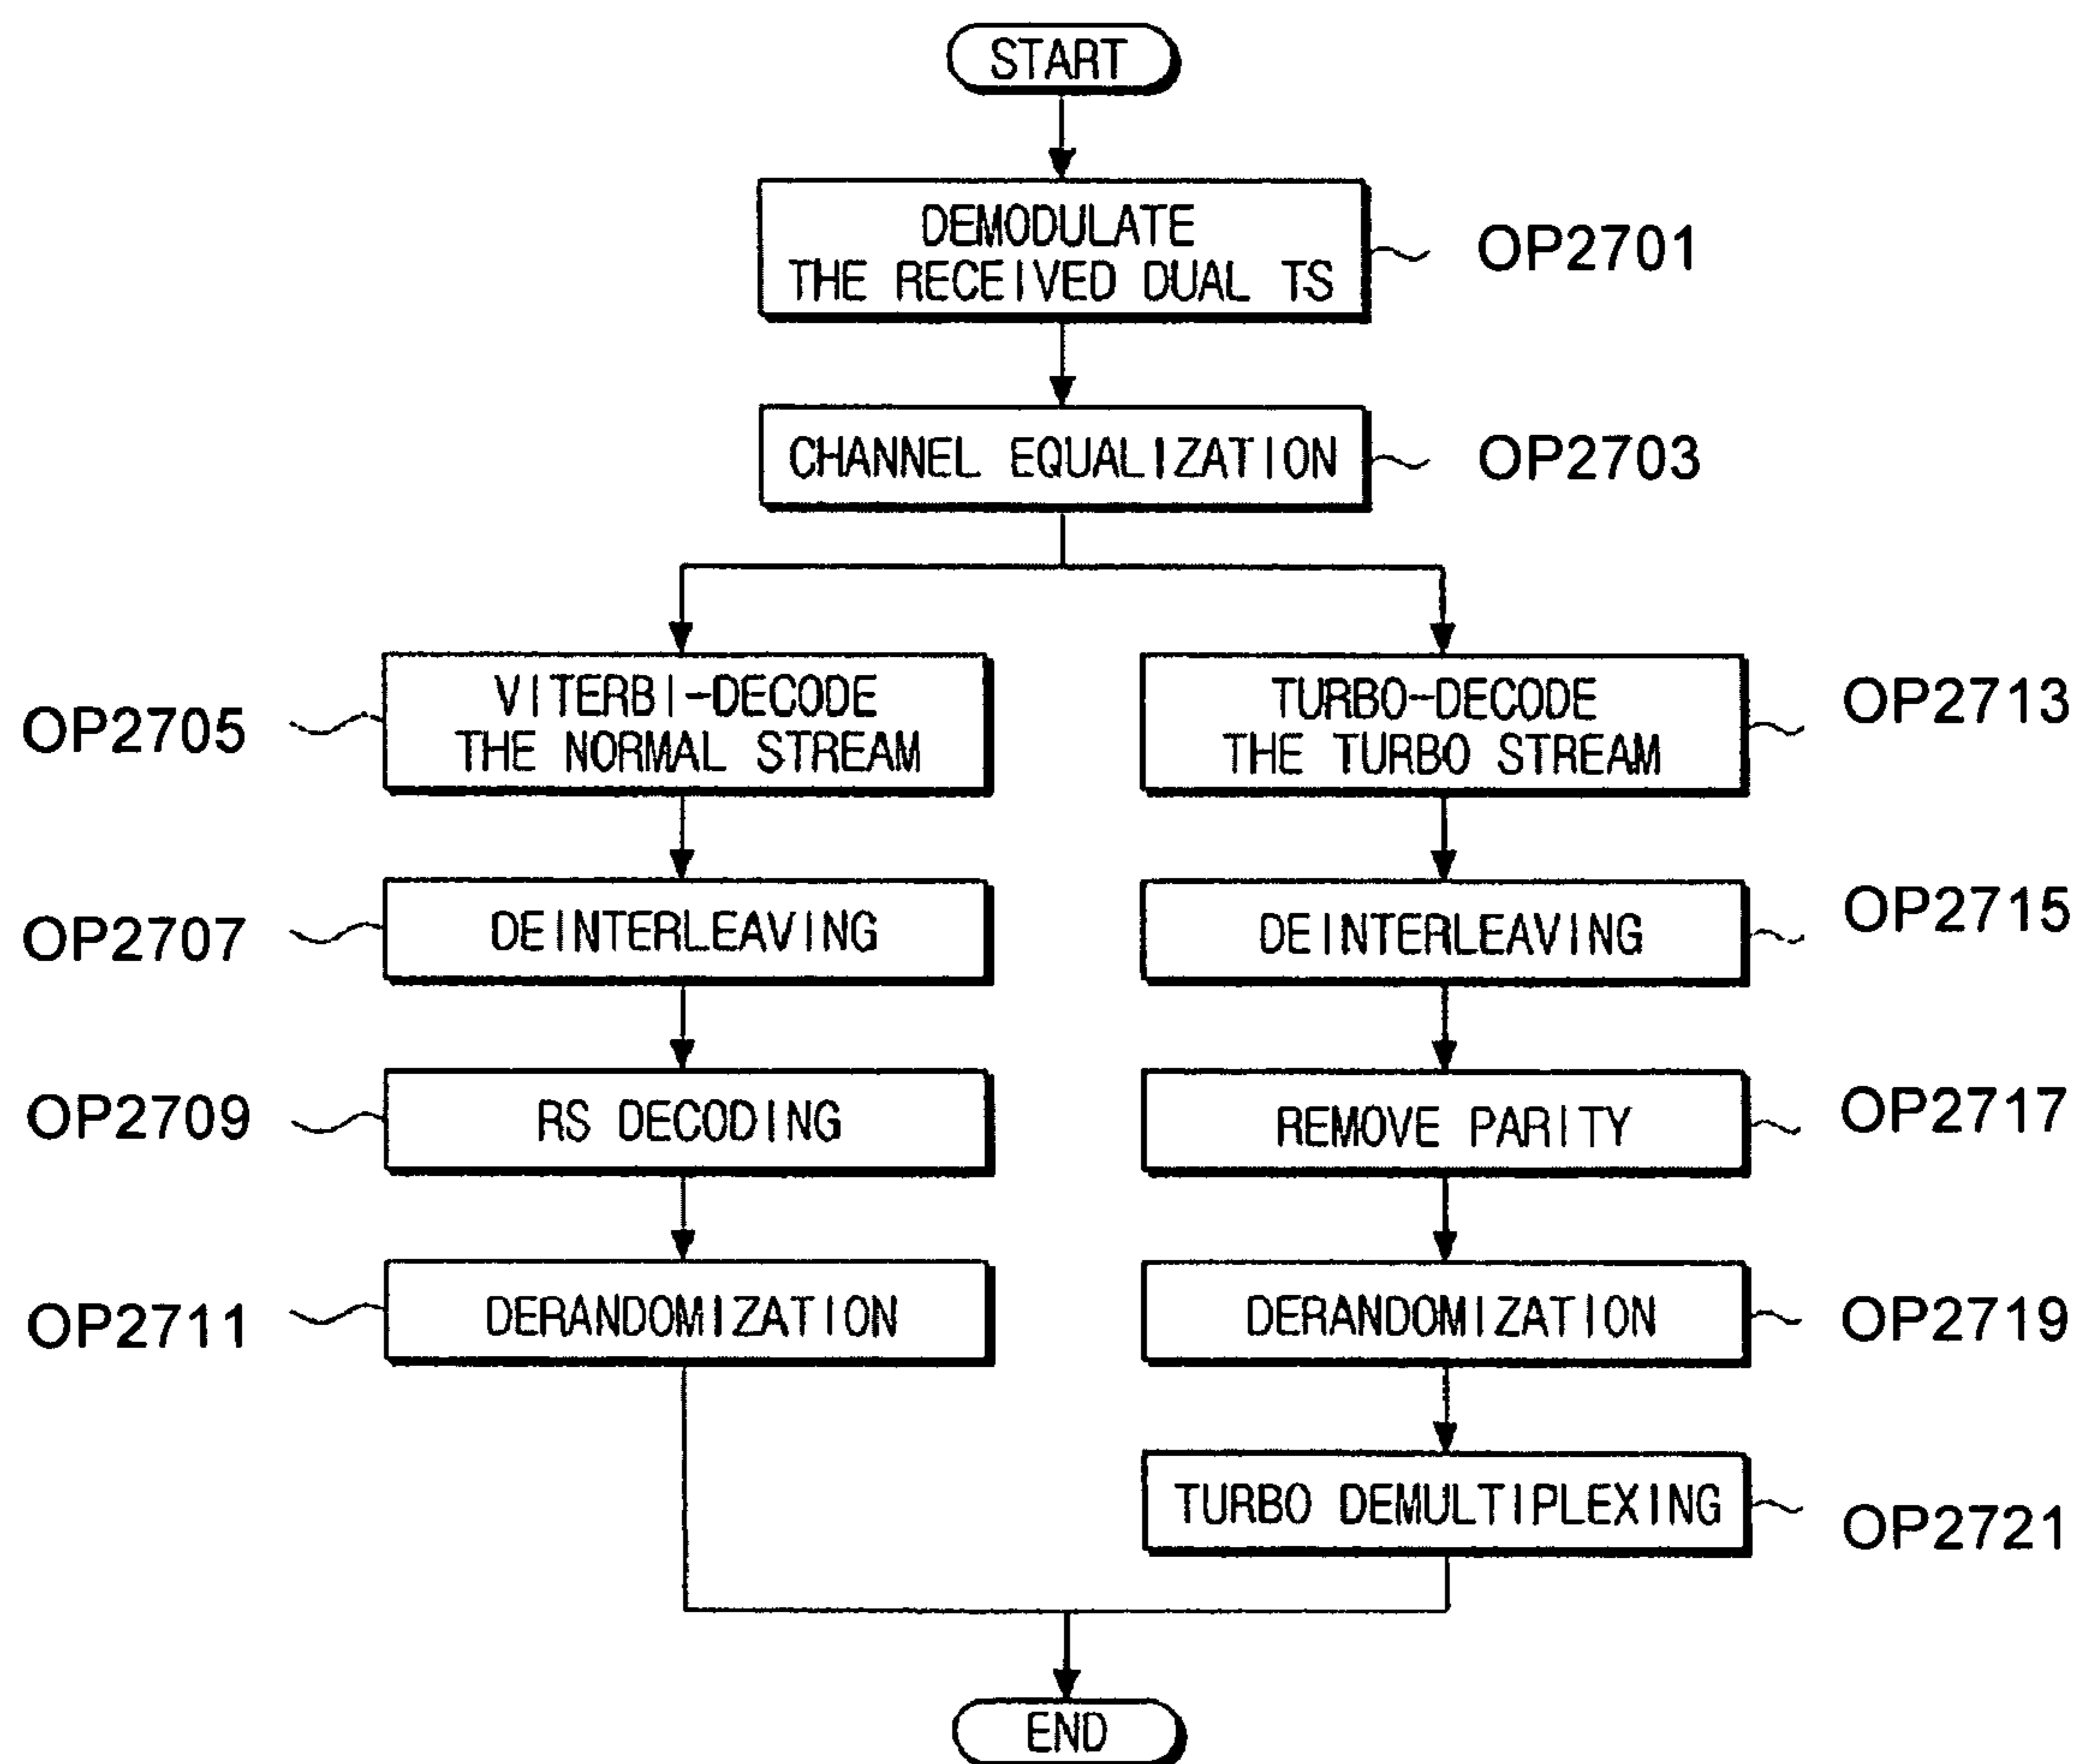 START
DEMODULATE
THE RECEIVED DUAL TS
OP2701
CHANNEL EQUALIZATION
OP2703
VITERBI-DECODE
THE NORMAL STREAM
OP2705
DEINTERLEAVING
OP2707
RS DECODING
OP2709
DERANDOMIZATION
OP2711
TURBO-DECODE
THE TURBO STREAM
OP2713
DEINTERLEAVING
OP2715
REMOVE PARITY
OP2717
DERANDOMIZATION
OP2719
TURBO DEMULTIPLEXING
OP2721
END